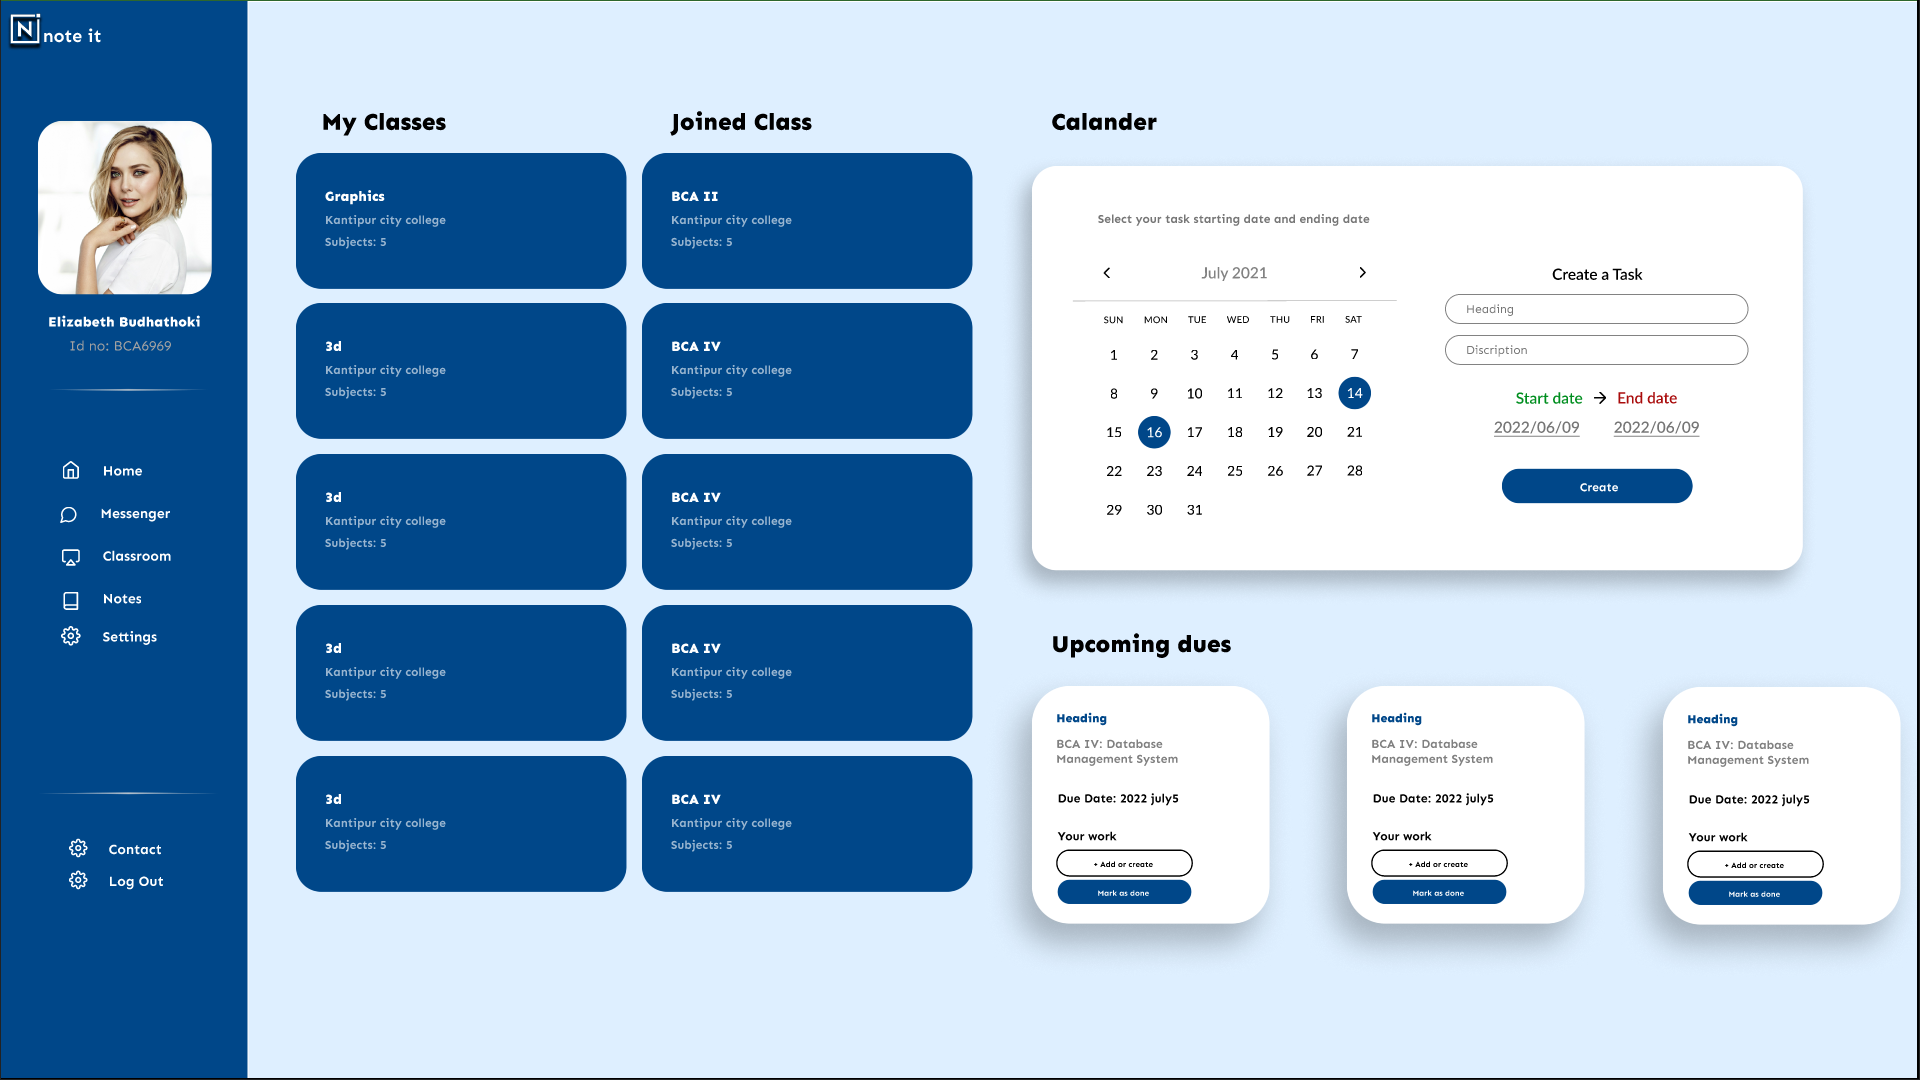 N note it
Elizabeth Budhathoki
Id no: BCA6969
Home
Messenger
Classroom
Notes
Settings
Contact
Log Out
My Classes
Graphics
Kantipur city college
Subjects: 5
3d
Kantipur city college
Subjects: 5
3d
Kantipur city college
Subjects: 5
3d
Kantipur city college
Subjects: 5
3d
Kantipur city college
Subjects: 5
Joined Class
BCA II
Kantipur city college
Subjects: 5
BCA IV
Kantipur city college
Subjects: 5
BCA IV
Kantipur city college
Subjects: 5
BCA IV
Kantipur city college
Subjects: 5
BCA IV
Kantipur city college
Subjects: 5
Calander
Select your task starting date and ending date
July 2021
SUN MON TUE WED THU FRI SAT
1 2 3 4 5 6 7
8 9 10 11 12 13 14
15 16 17 18 19 20 21
22 23 24 25 26 27 28
29 30 31
Create a Task
Heading
Discription
Start date → End date
2022/06/09 2022/06/09
Create
Upcoming dues
Heading
BCA IV: Database
Management System
Due Date: 2022 july5
Your work
+ Add or create
Mark as done
Heading
BCA IV: Database
Management System
Due Date: 2022 july5
Your work
+ Add or create
Mark as done
Heading
BCA IV: Database
Management System
Due Date: 2022 july5
Your work
+ Add or create
Mark as done